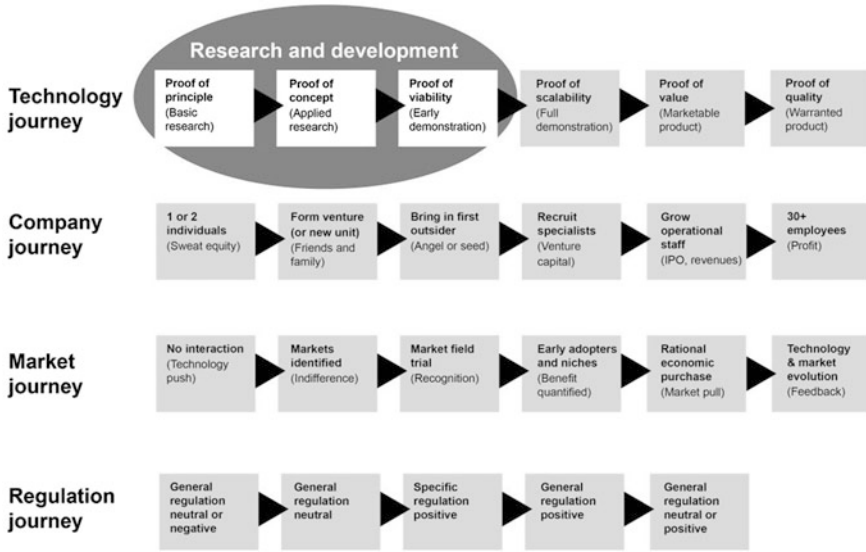 Research and development
Technology
journey
Proof of
principle
(Basic
research)
Proof of
concept
(Applied
research)
Proof of
viability
(Early
demonstration)
Proof of
scalability
(Full
demonstration)
Proof of
value
(Marketable
product)
Proof of
quality
(Warranted
product)
Company
journey
1 or 2
individuals
(Sweat equity)
Form venture
(or new unit)
(Friends and
family)
Bring in first
outsider
(Angel or seed)
Recruit
specialists
(Venture
capital)
Grow
operational
staff
(IPO, revenues)
30+
employees
(Profit)
Market
journey
No interaction
(Technology
push)
Markets
identified
(Indifference)
Market field
trial
(Recognition)
Early adopters
and niches
(Benefit
quantified)
Rational
economic
purchase
(Market pull)
Technology
& market
evolution
(Feedback)
Regulation
journey
General
regulation
neutral or
negative
General
regulation
neutral
Specific
regulation
positive
General
regulation
positive
General
regulation
neutral or
positive